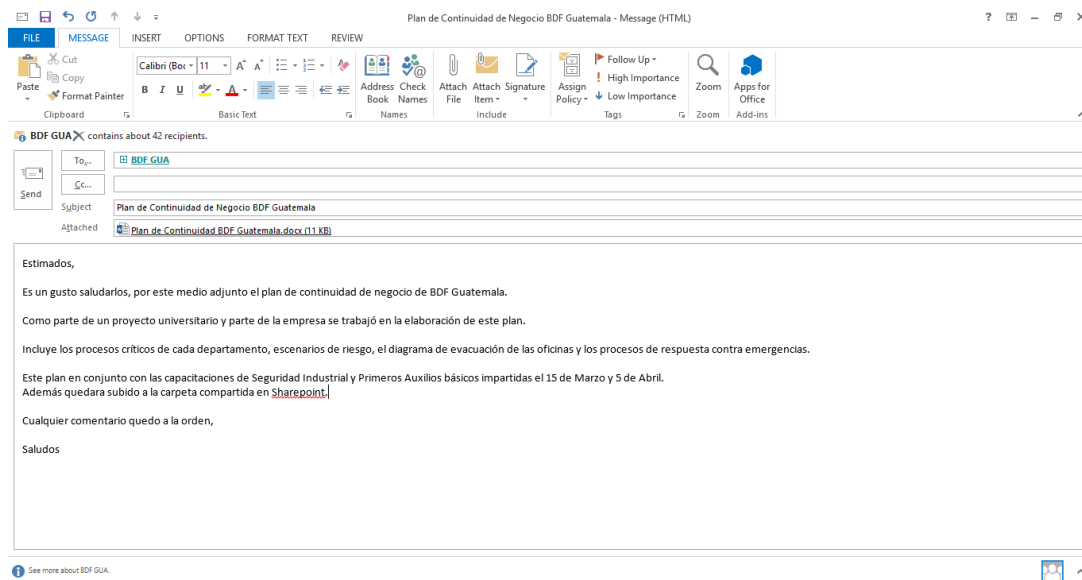 Plan de Continuidad de Negocio BDF Guatemala - Message (HTML)
FILE MESSAGE INSERT OPTIONS FORMAT TEXT REVIEW
Cut
Copy
Format Painter
Paste
Calibri (Boc 11
B I U
Address Book
Check Names
Attach File
Attach Item
Signature
Assign Policy
Follow Up
High Importance
Low Importance
Zoom
Apps for Office
Clipboard Basic Text Names Include Tags Zoom Add-ins
BDF GUA contains about 42 recipients.
Send
To... BDF GUA
Cc...
Subject Plan de Continuidad de Negocio BDF Guatemala
Attached Plan de Continuidad BDF Guatemala.docx (11 KB)
Estimados,
Es un gusto saludarlos, por este medio adjunto el plan de continuidad de negocio de BDF Guatemala.
Como parte de un proyecto universitario y parte de la empresa se trabajó en la elaboración de este plan.
Incluye los procesos críticos de cada departamento, escenarios de riesgo, el diagrama de evacuación de las oficinas y los procesos de respuesta contra emergencias.
Este plan en conjunto con las capacitaciones de Seguridad Industrial y Primeros Auxilios básicos impartidas el 15 de Marzo y 5 de Abril.
Además quedara subido a la carpeta compartida en Sharepoint.
Cualquier comentario quedo a la orden,
Saludos
See more about BDF GUA.